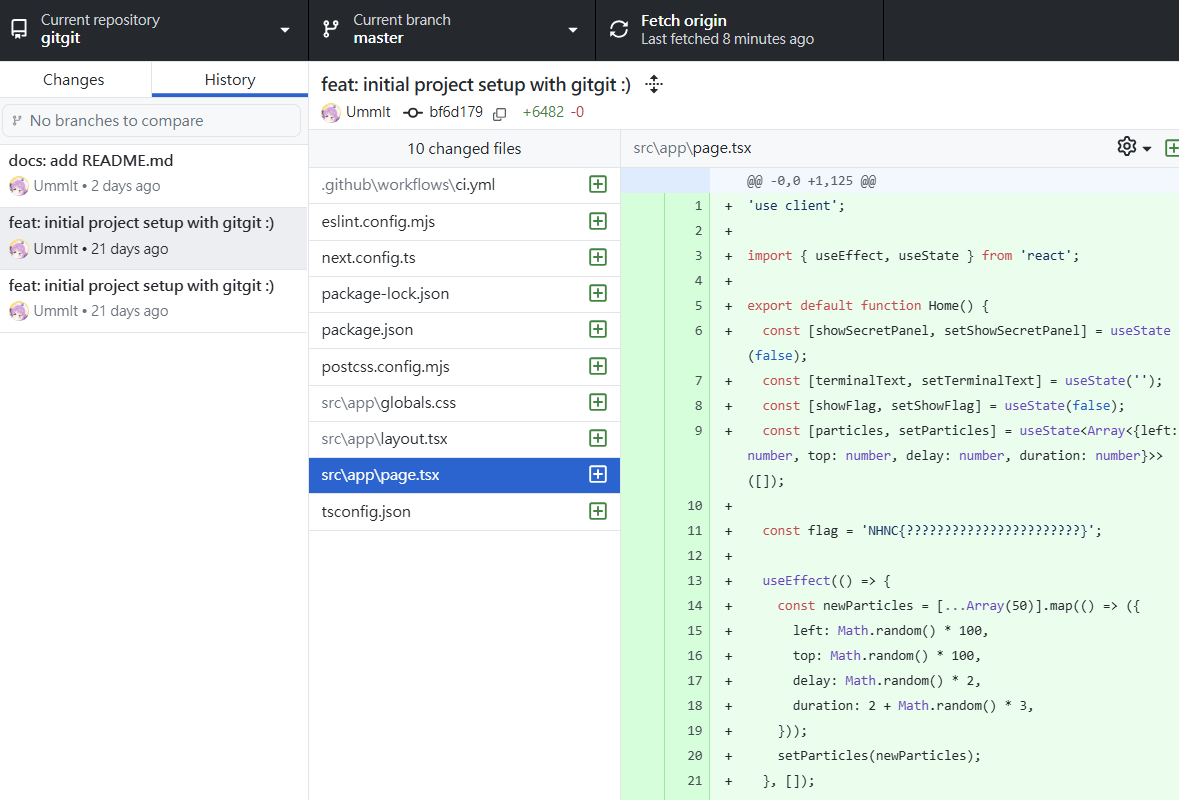 Current repository
gitgit
Current branch
master
Fetch origin
Last fetched 8 minutes ago
Changes
History
No branches to compare
docs: add README.md
UmmIt • 2 days ago
feat: initial project setup with gitgit :)
UmmIt • 21 days ago
feat: initial project setup with gitgit :)
UmmIt • 21 days ago
feat: initial project setup with gitgit :)
UmmIt bf6d179 +6482 -0
10 changed files
.github\workflows\ci.yml
eslint.config.mjs
next.config.ts
package-lock.json
package.json
postcss.config.mjs
src\app\globals.css
src\app\layout.tsx
src\app\page.tsx
tsconfig.json
src\app\page.tsx
@@ -0,0 +1,125 @@
1 + 'use client';
2 +
3 + import { useEffect, useState } from 'react';
4 +
5 + export default function Home() {
6 + const [showSecretPanel, setShowSecretPanel] = useState
(false);
7 + const [terminalText, setTerminalText] = useState('');
8 + const [showFlag, setShowFlag] = useState(false);
9 + const [particles, setParticles] = useState<Array<{left:
number, top: number, delay: number, duration: number}>>
([]);
10 +
11 + const flag = 'NHNC{???????????????????????}';
12 +
13 + useEffect(() => {
14 + const newParticles = [...Array(50)].map(() => ({
15 + left: Math.random() * 100,
16 + top: Math.random() * 100,
17 + delay: Math.random() * 2,
18 + duration: 2 + Math.random() * 3,
19 + }));
20 + setParticles(newParticles);
21 + }, []);